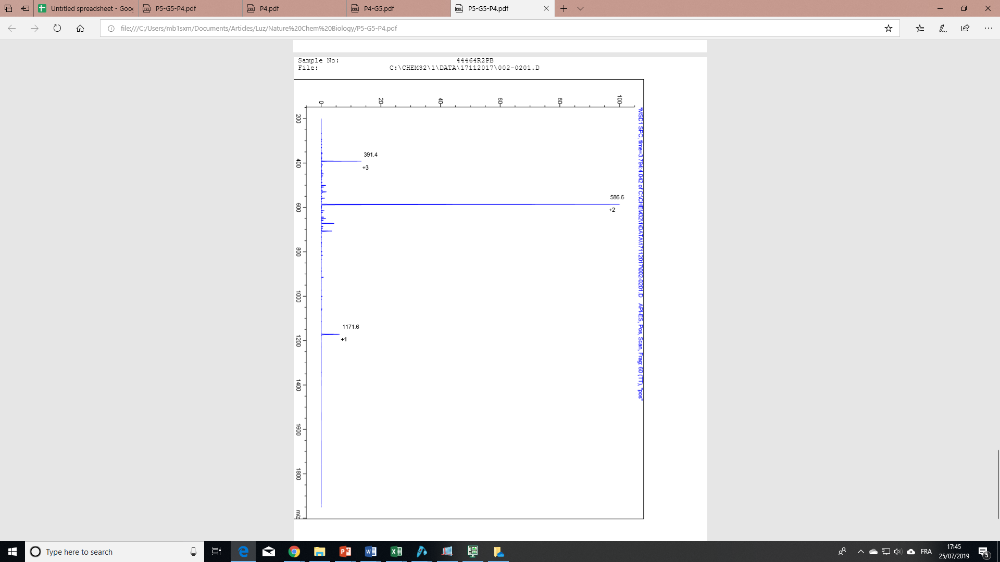 Untitled spreadsheet - Goog
P5-G5-P4.pdf
P4.pdf
P4-G5.pdf
P5-G5-P4.pdf
file:///C:/Users/mb1sxm/Documents/Articles/Luz/Nature%20Chem%20Biology/P5-G5-P4.pdf
Sample No: 44464R2PB
File: C:\CHEM32\1\DATA\17112017\002-0201.D
*MSD1 SPC, time=3.794:4.042 of C:\CHEM32\1\DATA\17112017\002-0201.D API-ES, Pos, Scan, Frag: 60 (TT), "pos"
0 20 40 60 80 100
200
391.4
400
+3
586.6
600
+2
800
1000
1171.6
1200
+1
1400
1600
1800
m/z
Type here to search
FRA
17:45
25/07/2019
5